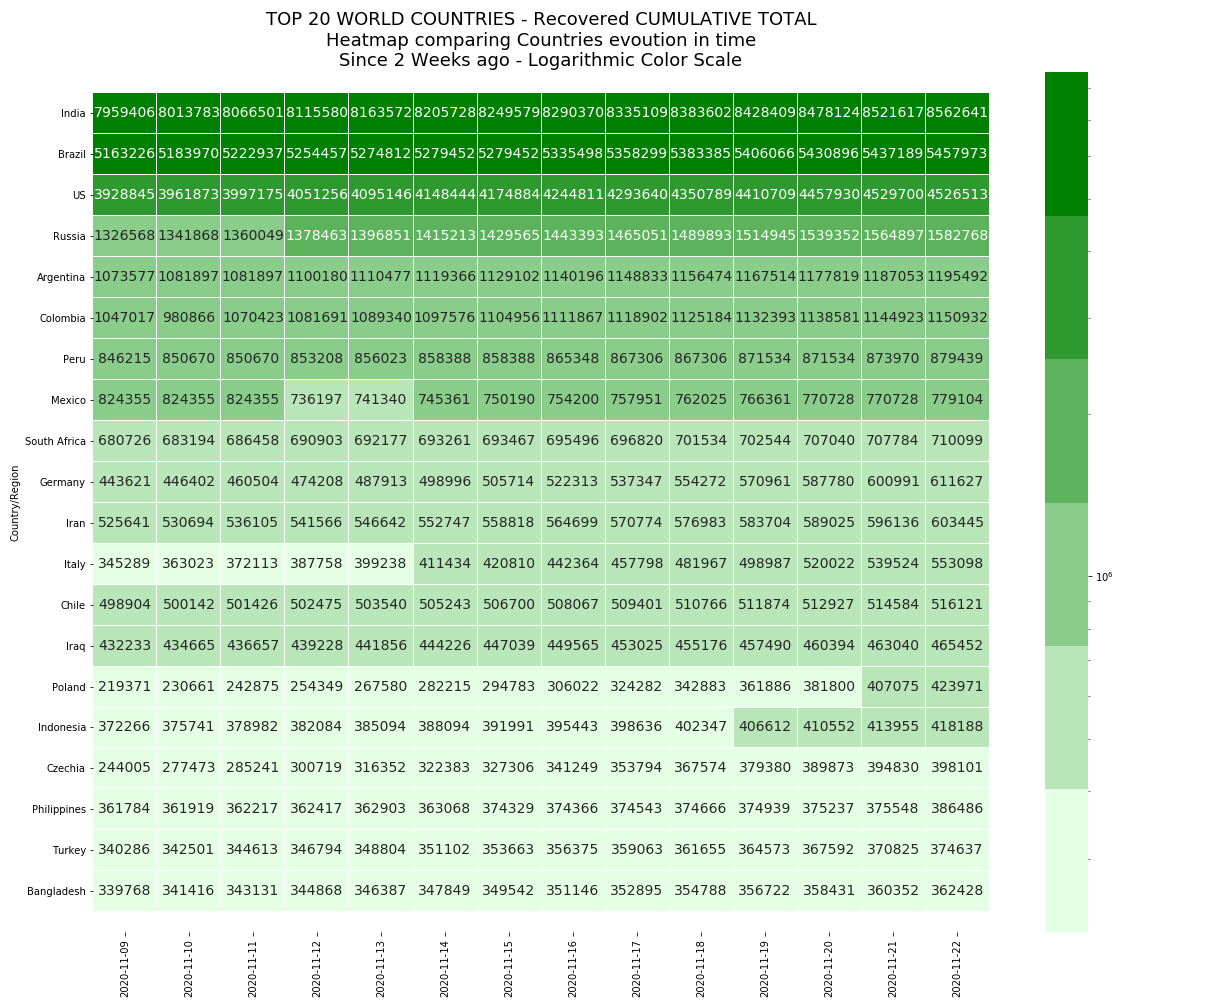 TOP 20 WORLD COUNTRIES - Recovered CUMULATIVE TOTAL
Heatmap comparing Countries evoution in time
Since 2 Weeks ago - Logarithmic Color Scale
Country/Region
India 7959406 8013783 8066501 8115580 8163572 8205728 8249579 8290370 8335109 8383602 8428409 8478124 8521617 8562641
Brazil 5163226 5183970 5222937 5254457 5274812 5279452 5279452 5335498 5358299 5383385 5406066 5430896 5437189 5457973
US 3928845 3961873 3997175 4051256 4095146 4148444 4174884 4244811 4293640 4350789 4410709 4457930 4529700 4526513
Russia 1326568 1341868 1360049 1378463 1396851 1415213 1429565 1443393 1465051 1489893 1514945 1539352 1564897 1582768
Argentina 1073577 1081897 1081897 1100180 1110477 1119366 1129102 1140196 1148833 1156474 1167514 1177819 1187053 1195492
Colombia 1047017 980866 1070423 1081691 1089340 1097576 1104956 1111867 1118902 1125184 1132393 1138581 1144923 1150932
Peru 846215 850670 850670 853208 856023 858388 858388 865348 867306 867306 871534 871534 873970 879439
Mexico 824355 824355 824355 736197 741340 745361 750190 754200 757951 762025 766361 770728 770728 779104
South Africa 680726 683194 686458 690903 692177 693261 693467 695496 696820 701534 702544 707040 707784 710099
Germany 443621 446402 460504 474208 487913 498996 505714 522313 537347 554272 570961 587780 600991 611627
Iran 525641 530694 536105 541566 546642 552747 558818 564699 570774 576983 583704 589025 596136 603445
Italy 345289 363023 372113 387758 399238 411434 420810 442364 457798 481967 498987 520022 539524 553098
Chile 498904 500142 501426 502475 503540 505243 506700 508067 509401 510766 511874 512927 514584 516121
Iraq 432233 434665 436657 439228 441856 444226 447039 449565 453025 455176 457490 460394 463040 465452
Poland 219371 230661 242875 254349 267580 282215 294783 306022 324282 342883 361886 381800 407075 423971
Indonesia 372266 375741 378982 382084 385094 388094 391991 395443 398636 402347 406612 410552 413955 418188
Czechia 244005 277473 285241 300719 316352 322383 327306 341249 353794 367574 379380 389873 394830 398101
Philippines 361784 361919 362217 362417 362903 363068 374329 374366 374543 374666 374939 375237 375548 386486
Turkey 340286 342501 344613 346794 348804 351102 353663 356375 359063 361655 364573 367592 370825 374637
Bangladesh 339768 341416 343131 344868 346387 347849 349542 351146 352895 354788 356722 358431 360352 362428
2020-11-09 2020-11-10 2020-11-11 2020-11-12 2020-11-13 2020-11-14 2020-11-15 2020-11-16 2020-11-17 2020-11-18 2020-11-19 2020-11-20 2020-11-21 2020-11-22
10⁶